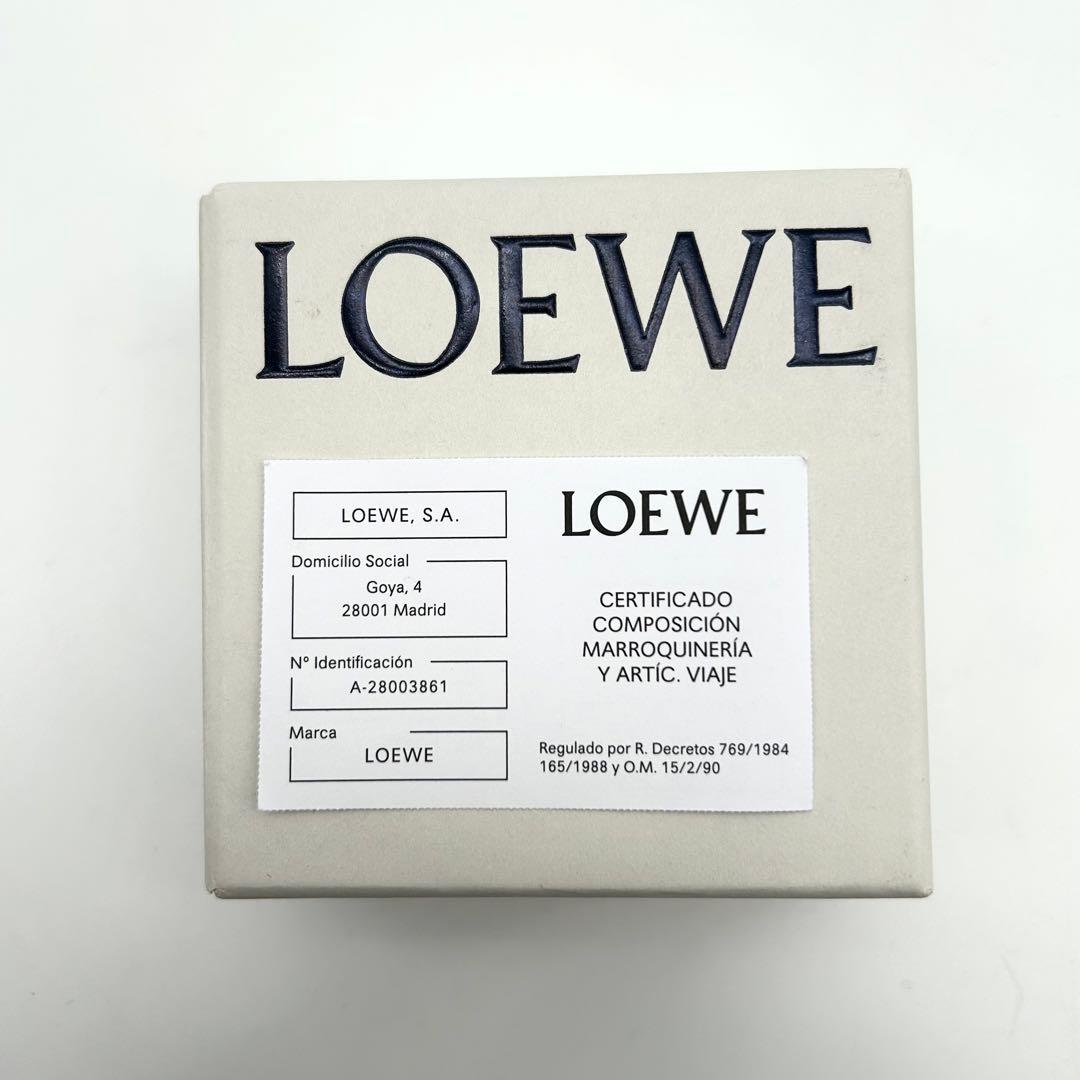 LOEWE
LOEWE, S.A.
Domicilio Social
Goya, 4
28001 Madrid
Nº Identificación
A-28003861
Marca
LOEWE
LOEWE
CERTIFICADO
COMPOSICIÓN
MARROQUINERÍA
Y ARTÍC. VIAJE
Regulado por R. Decretos 769/1984
165/1988 y O.M. 15/2/90